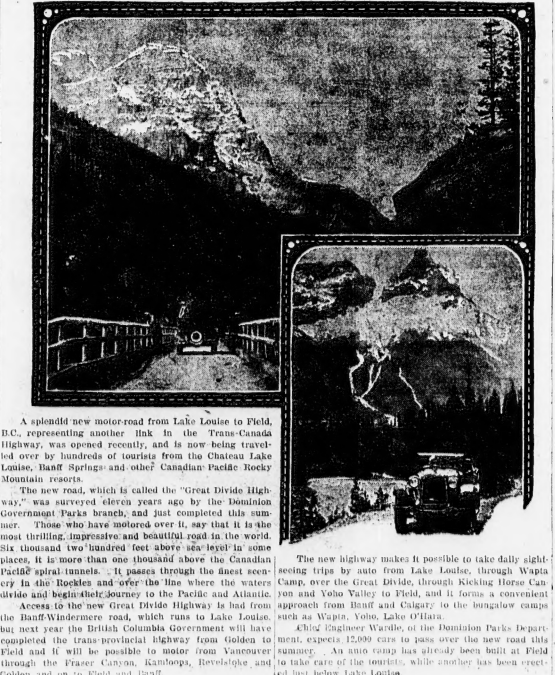 A splendid new motor-road from Lake Louise to Field,
B.C., representing another link in the Trans-Canada
Highway, was opened recently, and is now being travel-
led over by hundreds of tourists from the Chateau Lake
Louise, Banff Springs and other Canadian Pacific Rocky
Mountain resorts.
The new road, which is called the "Great Divide High-
way," was surveyed eleven years ago by the Dominion
Government Parks branch, and just completed this sum-
mer. Those who have motored over it, say that it is the
most thrilling, impressive and beautiful road in the world.
Six thousand two hundred feet above sea level in some
places, it is more than one thousand above the Canadian
Pacific spiral tunnels. It passes through the finest scen-
ery in the Rockies and over the line where the waters
divide and begin their journey to the Pacific and Atlantic.
Access to the new Great Divide Highway is had from
the Banff-Windermere road, which runs to Lake Louise,
but next year the British Columbia Government will have
completed the trans-provincial highway from Golden to
Field and it will be possible to motor from Vancouver
through the Fraser Canyon, Kamloops, Revelstoke and
Golden and on to Field and Banff.
The new highway makes it possible to take daily sight-
seeing trips by auto from Lake Louise, through Wapta
Camp, over the Great Divide, through Kicking Horse Can-
yon and Yoho Valley to Field, and it forms a convenient
approach from Banff and Calgary to the bungalow camps
such as Wapta, Yoho, Lake O'Hara.
Chief Engineer Wardle, of the Dominion Parks Depart-
ment, expects 12,000 cars to pass over the new road this
summer. An auto camp has already been built at Field
to take care of the tourists, while another has been erect-
ed just below Lake Louise.